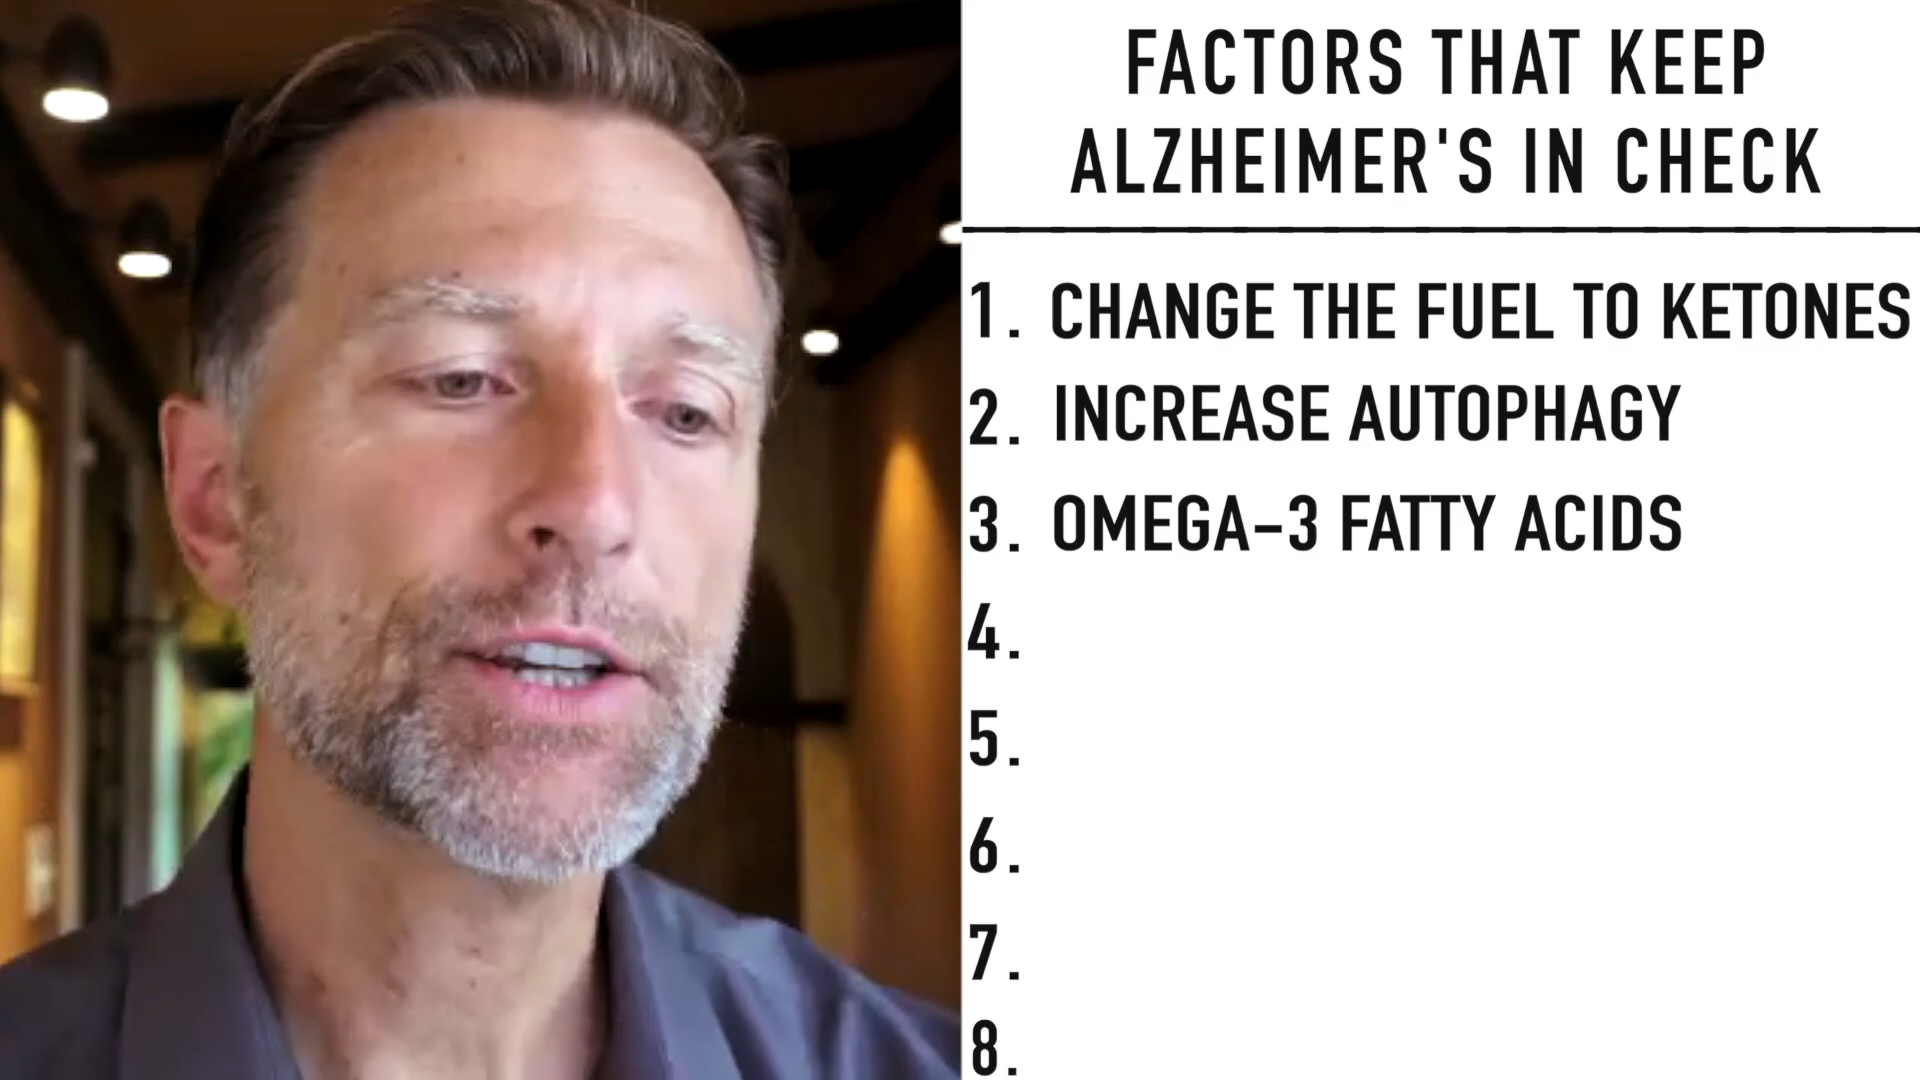 FACTORS THAT KEEP
ALZHEIMER'S IN CHECK
1. CHANGE THE FUEL TO KETONES
2. INCREASE AUTOPHAGY
3. OMEGA-3 FATTY ACIDS
4.
5.
6.
7.
8.